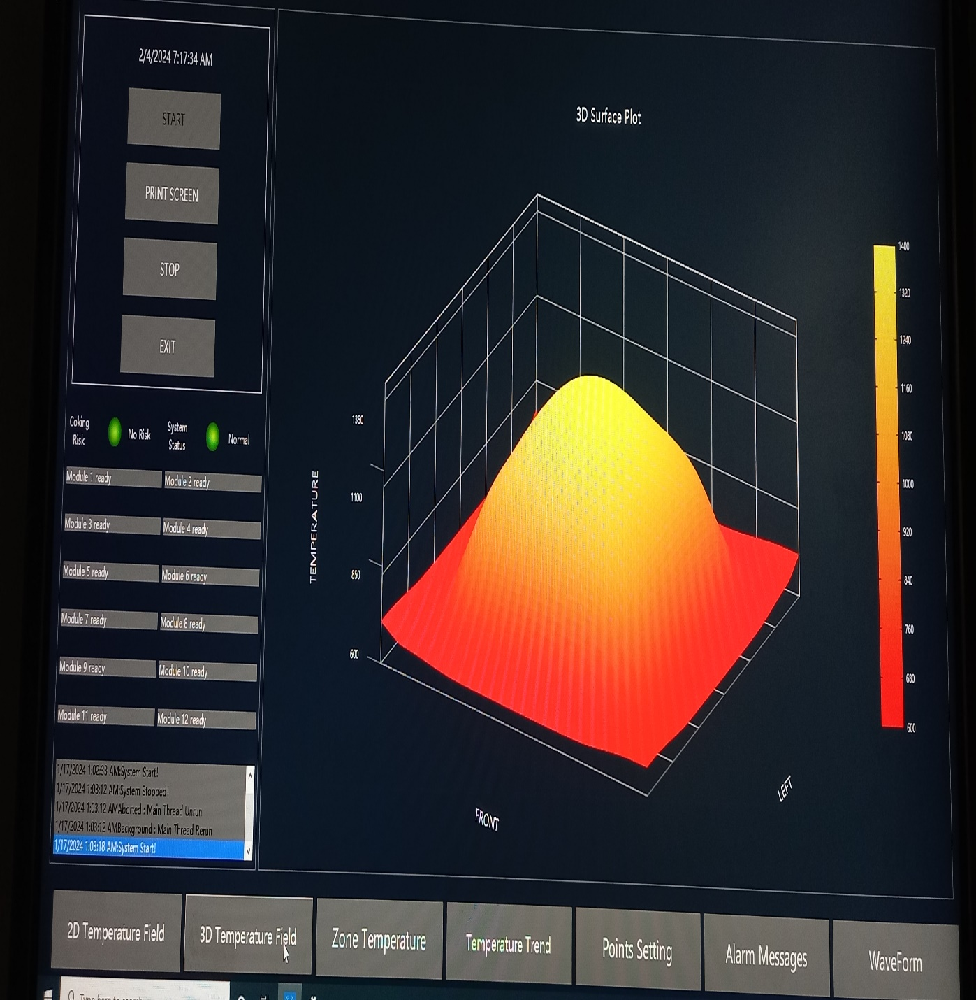 2/4/2024 7:17:34 AM
START
PRINT SCREEN
STOP
EXIT
Coking
Risk
No Risk
System
Status
Normal
Module 1 ready
Module 2 ready
Module 3 ready
Module 4 ready
Module 5 ready
Module 6 ready
Module 7 ready
Module 8 ready
Module 9 ready
Module 10 ready
Module 11 ready
Module 12 ready
1/17/2024 1:02:33 AM:System Start!
1/17/2024 1:03:12 AM:System Stopped!
1/17/2024 1:03:12 AMAborted : Main Thread Unrun
1/17/2024 1:03:12 AMBackground : Main Thread Rerun
1/17/2024 1:03:18 AM:System Start!
3D Surface Plot
TEMPERATURE
1350
1100
850
600
FRONT
LEFT
1400
1320
1240
1160
1080
1000
920
840
760
680
600
2D Temperature Field
3D Temperature Field
Zone Temperature
Temperature Trend
Points Setting
Alarm Messages
WaveForm